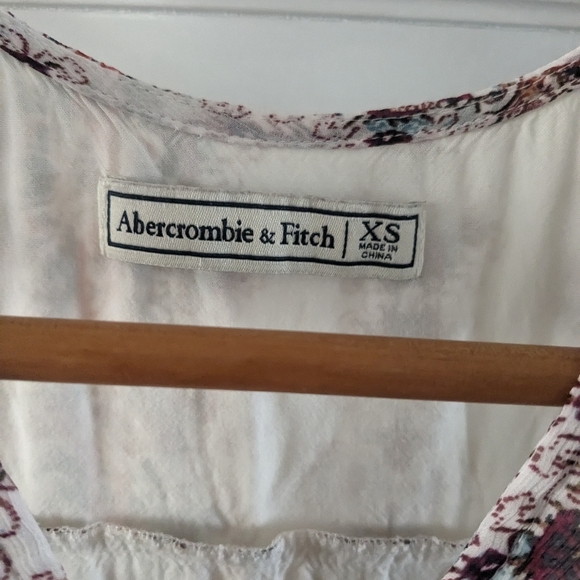 Abercrombie & Fitch | XS
MADE IN
CHINA